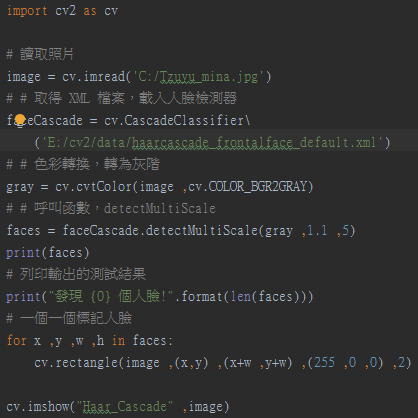 import cv2 as cv
# 讀取照片
image = cv.imread('C:/Tzuyu_mina.jpg')
# # 取得 XML 檔案，載入人臉檢測器
faceCascade = cv.CascadeClassifier\
('E:/cv2/data/haarcascade_frontalface_default.xml')
# # 色彩轉換，轉為灰階
gray = cv.cvtColor(image ,cv.COLOR_BGR2GRAY)
# # 呼叫函數，detectMultiScale
faces = faceCascade.detectMultiScale(gray ,1.1 ,5)
print(faces)
# 列印輸出的測試結果
print("發現 {0} 個人臉!".format(len(faces)))
# 一個一個標記人臉
for x ,y ,w ,h in faces:
cv.rectangle(image ,(x,y) ,(x+w ,y+w) ,(255 ,0 ,0) ,2)
cv.imshow("Haar_Cascade" ,image)